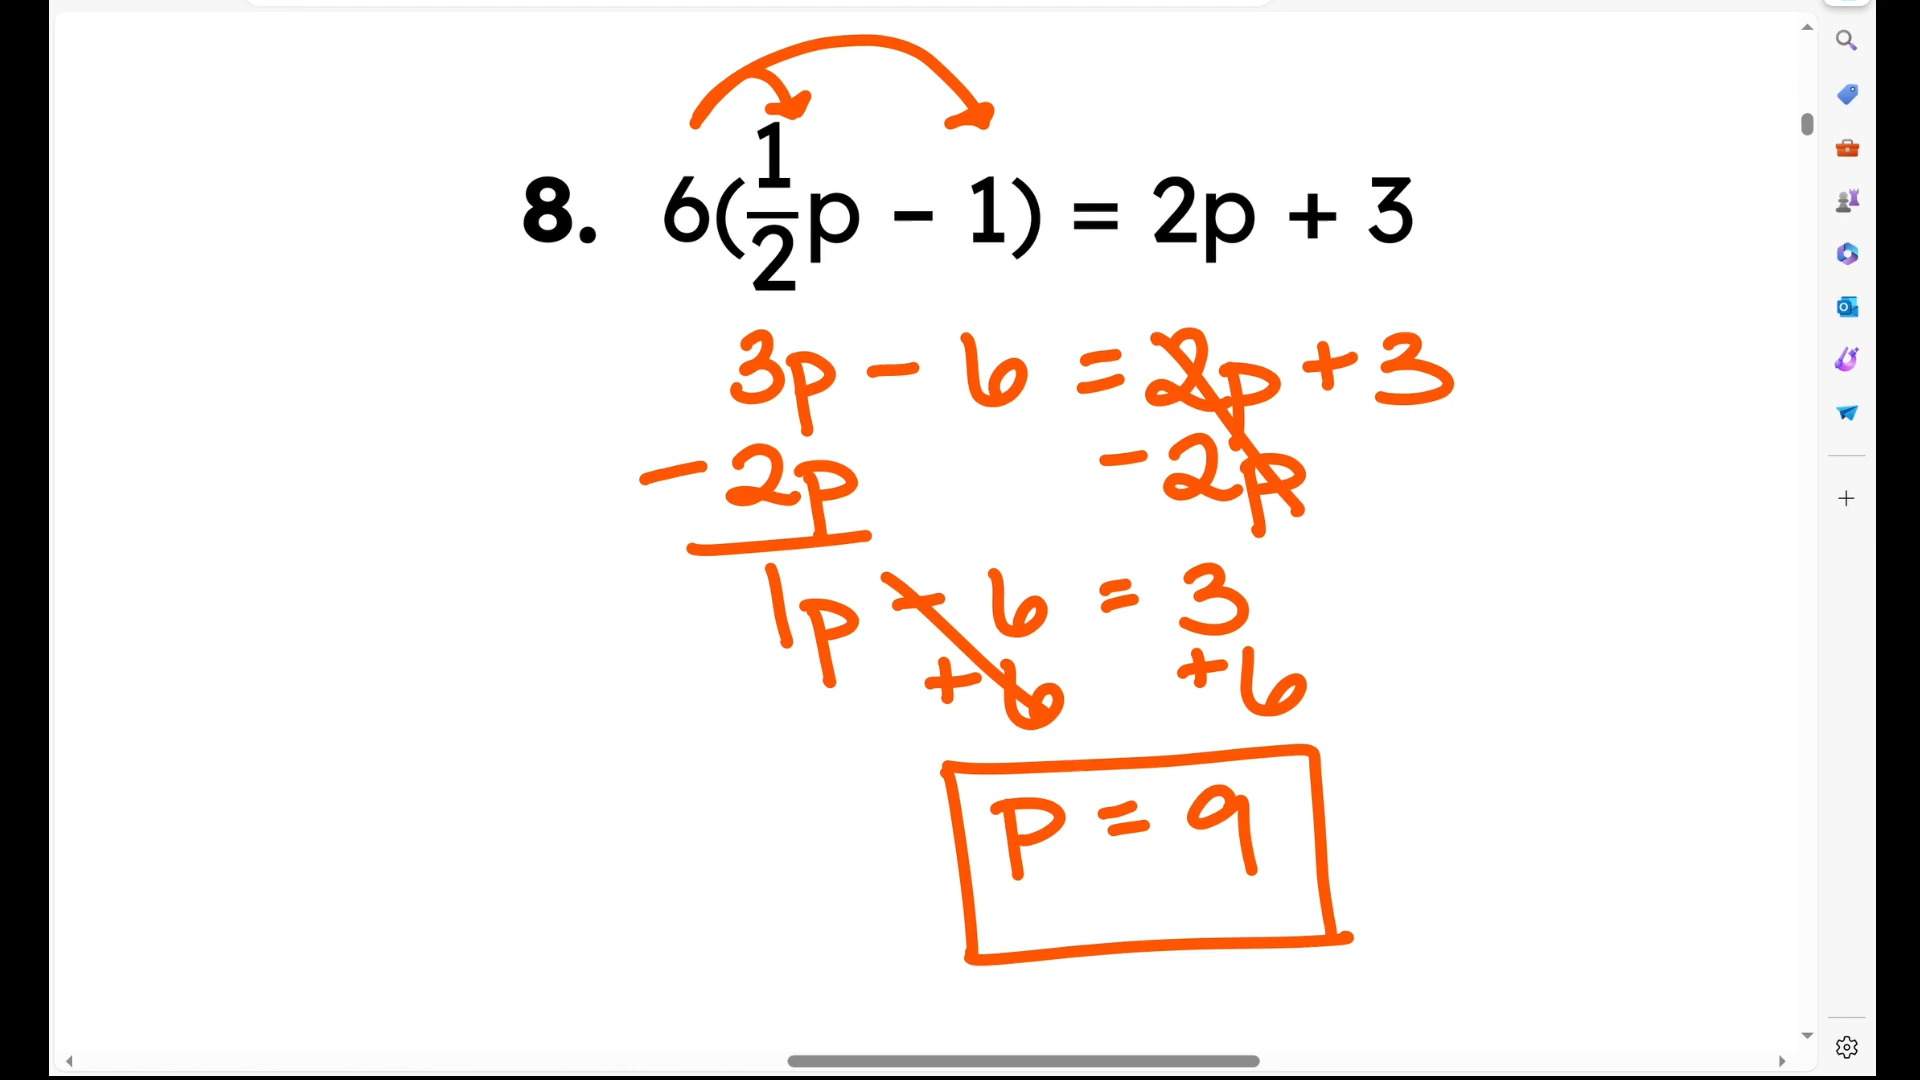 8. 6(1/2p - 1) = 2p + 3
3p - 6 = 2p + 3
- 2p - 2p
1p - 6 = 3
+ 6 + 6
p = 9